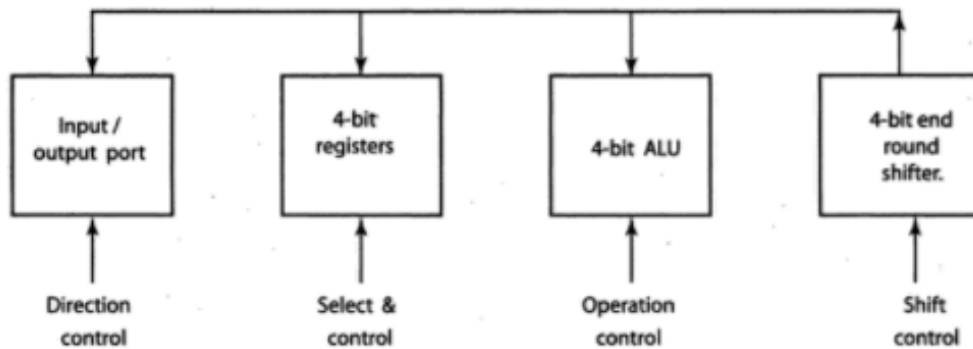 Input /
output port
4-bit
registers
4-bit ALU
4-bit end
round
shifter.
Direction
control
Select &
control
Operation
control
Shift
control